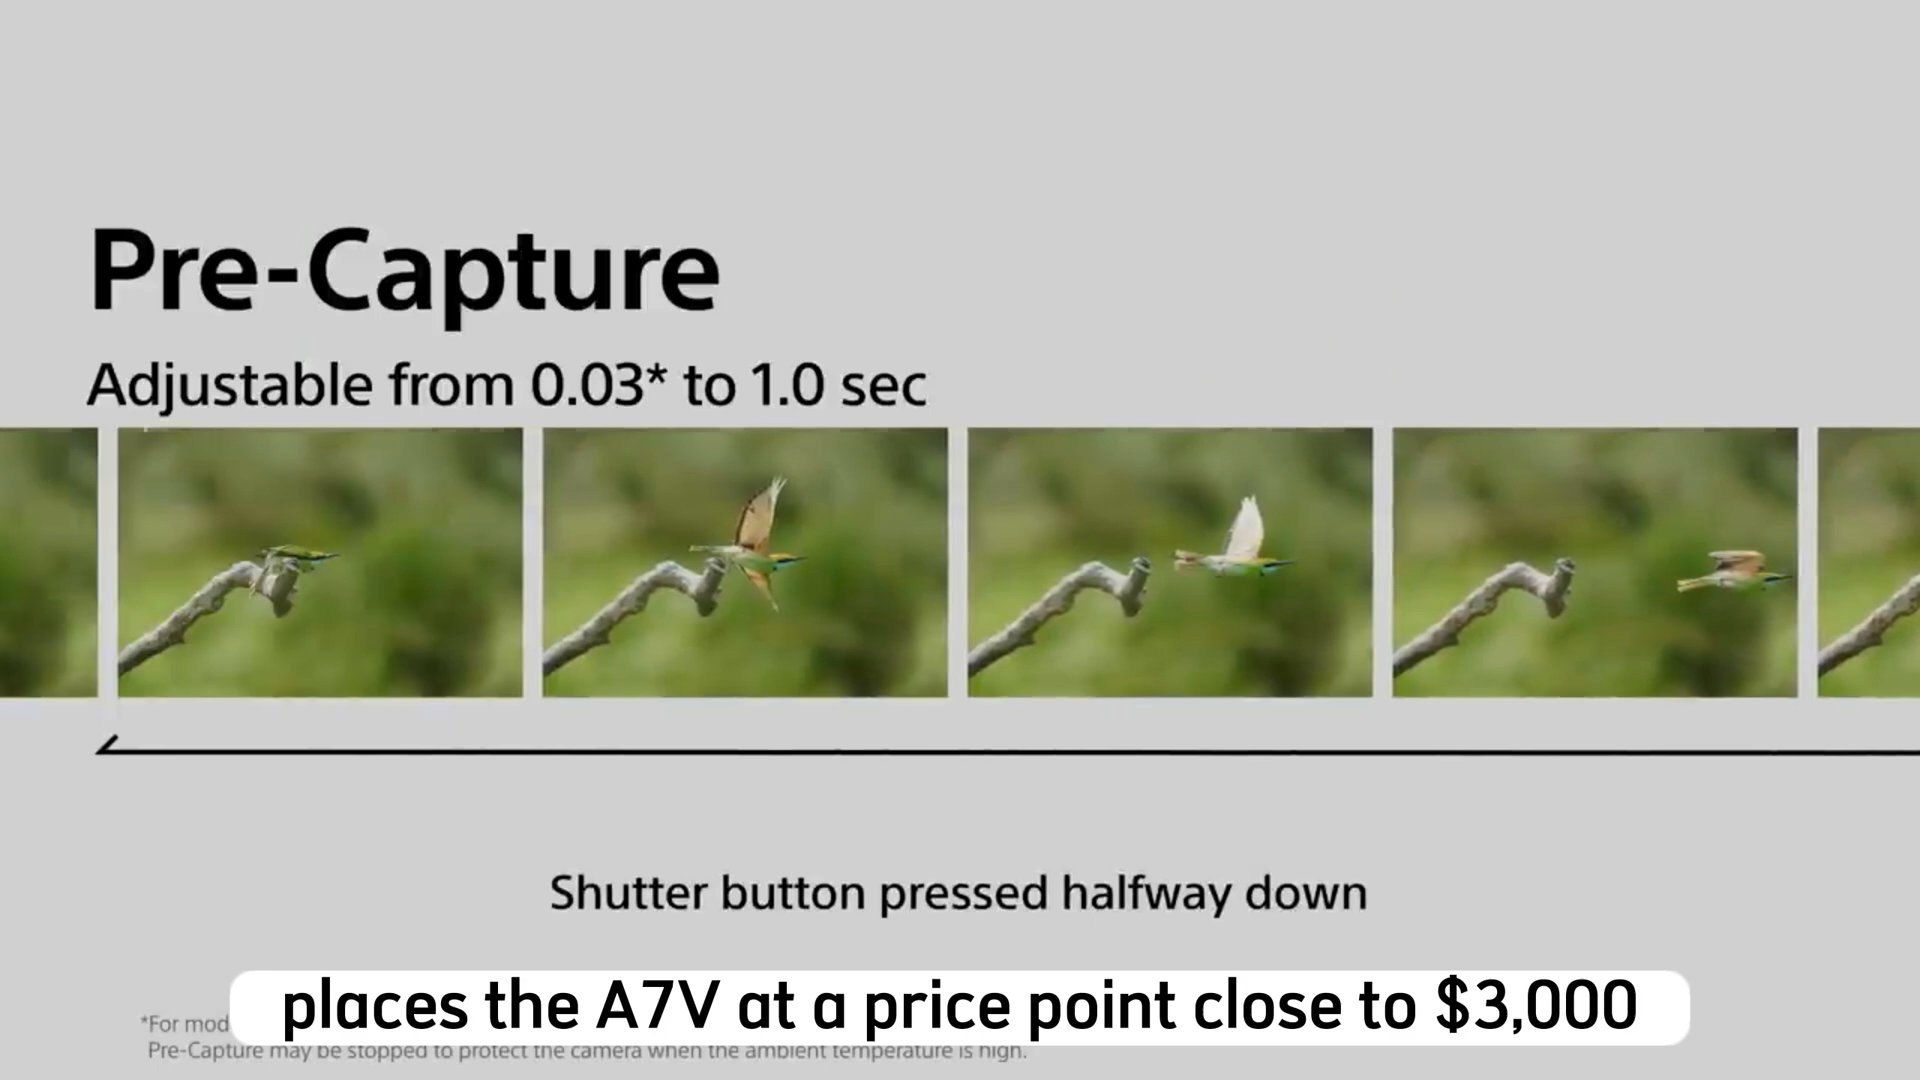 Pre-Capture
Adjustable from 0.03* to 1.0 sec
Shutter button pressed halfway down
places the A7V at a price point close to $3,000
*For mod
Pre-Capture may be stopped to protect the camera when the ambient temperature is high.